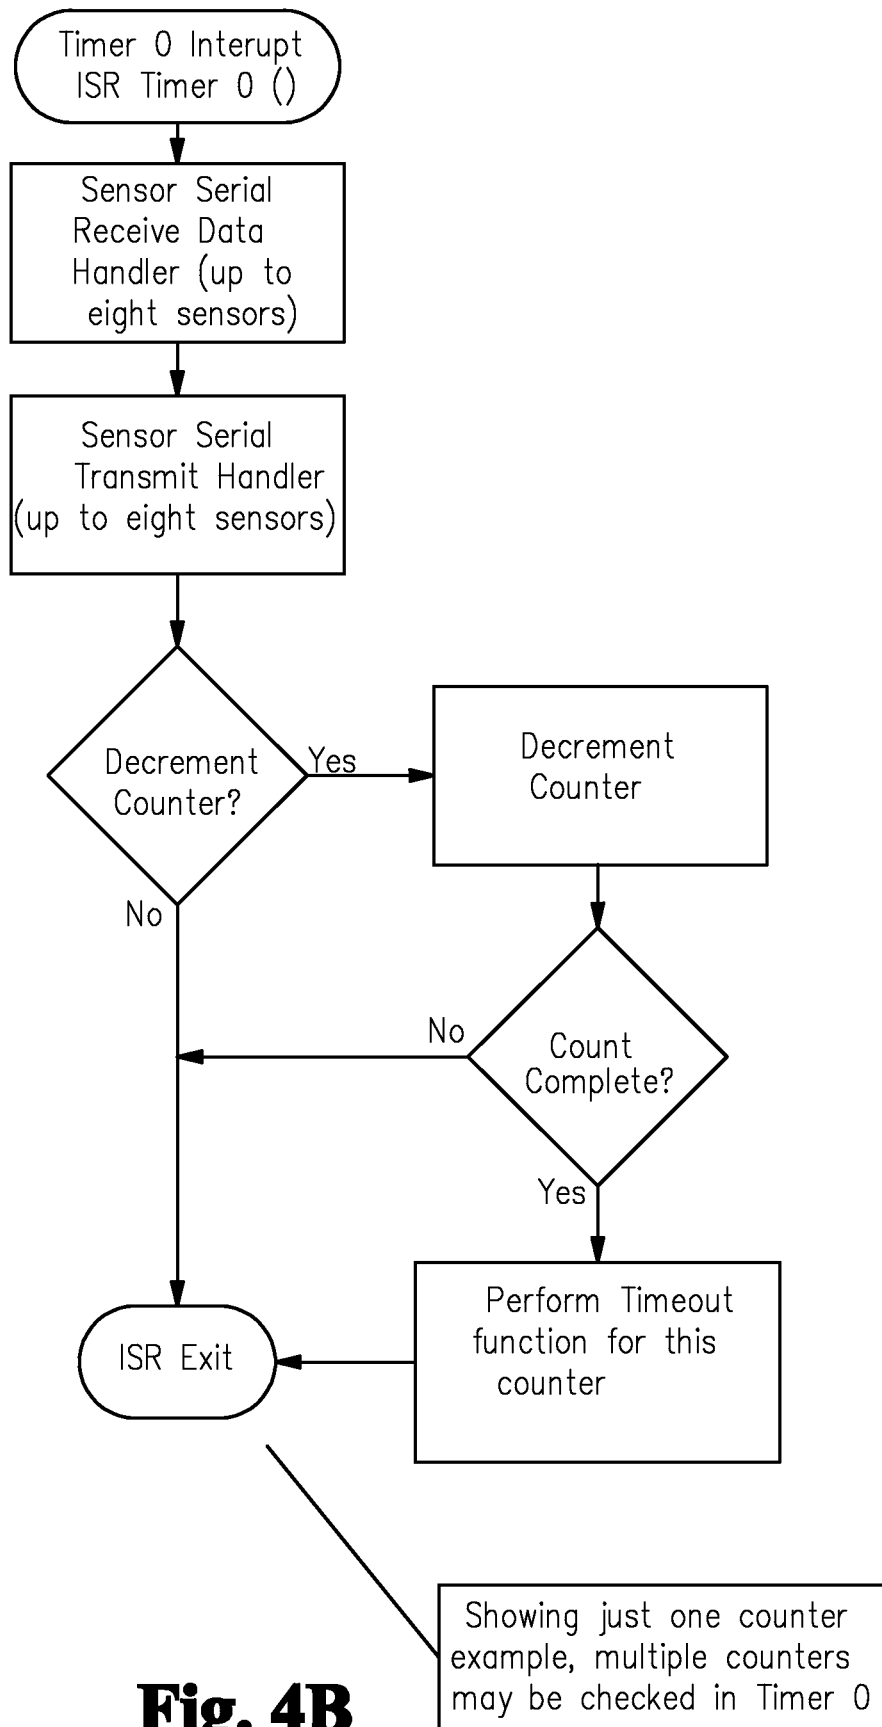 Timer 0 Interupt
ISR Timer 0 ()
Sensor Serial
Receive Data
Handler (up to
eight sensors)
Sensor Serial
Transmit Handler
(up to eight sensors)
Decrement
Counter?
Yes
No
Decrement
Counter
Count
Complete?
No
Yes
Perform Timeout
function for this
counter
ISR Exit
Showing just one counter
example, multiple counters
may be checked in Timer 0
Fig. 4B